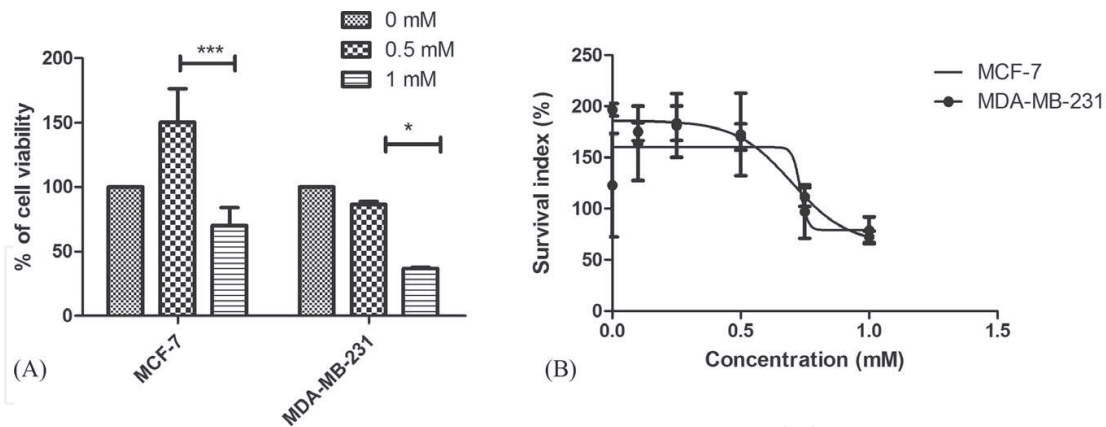 0 mM
0.5 mM
1 mM
% of cell viability
200
150
100
50
0
***
*
MCF-7
MDA-MB-231
(A)
MCF-7
MDA-MB-231
Survival index (%)
250
200
150
100
50
0
0.0
0.5
1.0
1.5
Concentration (mM)
(B)